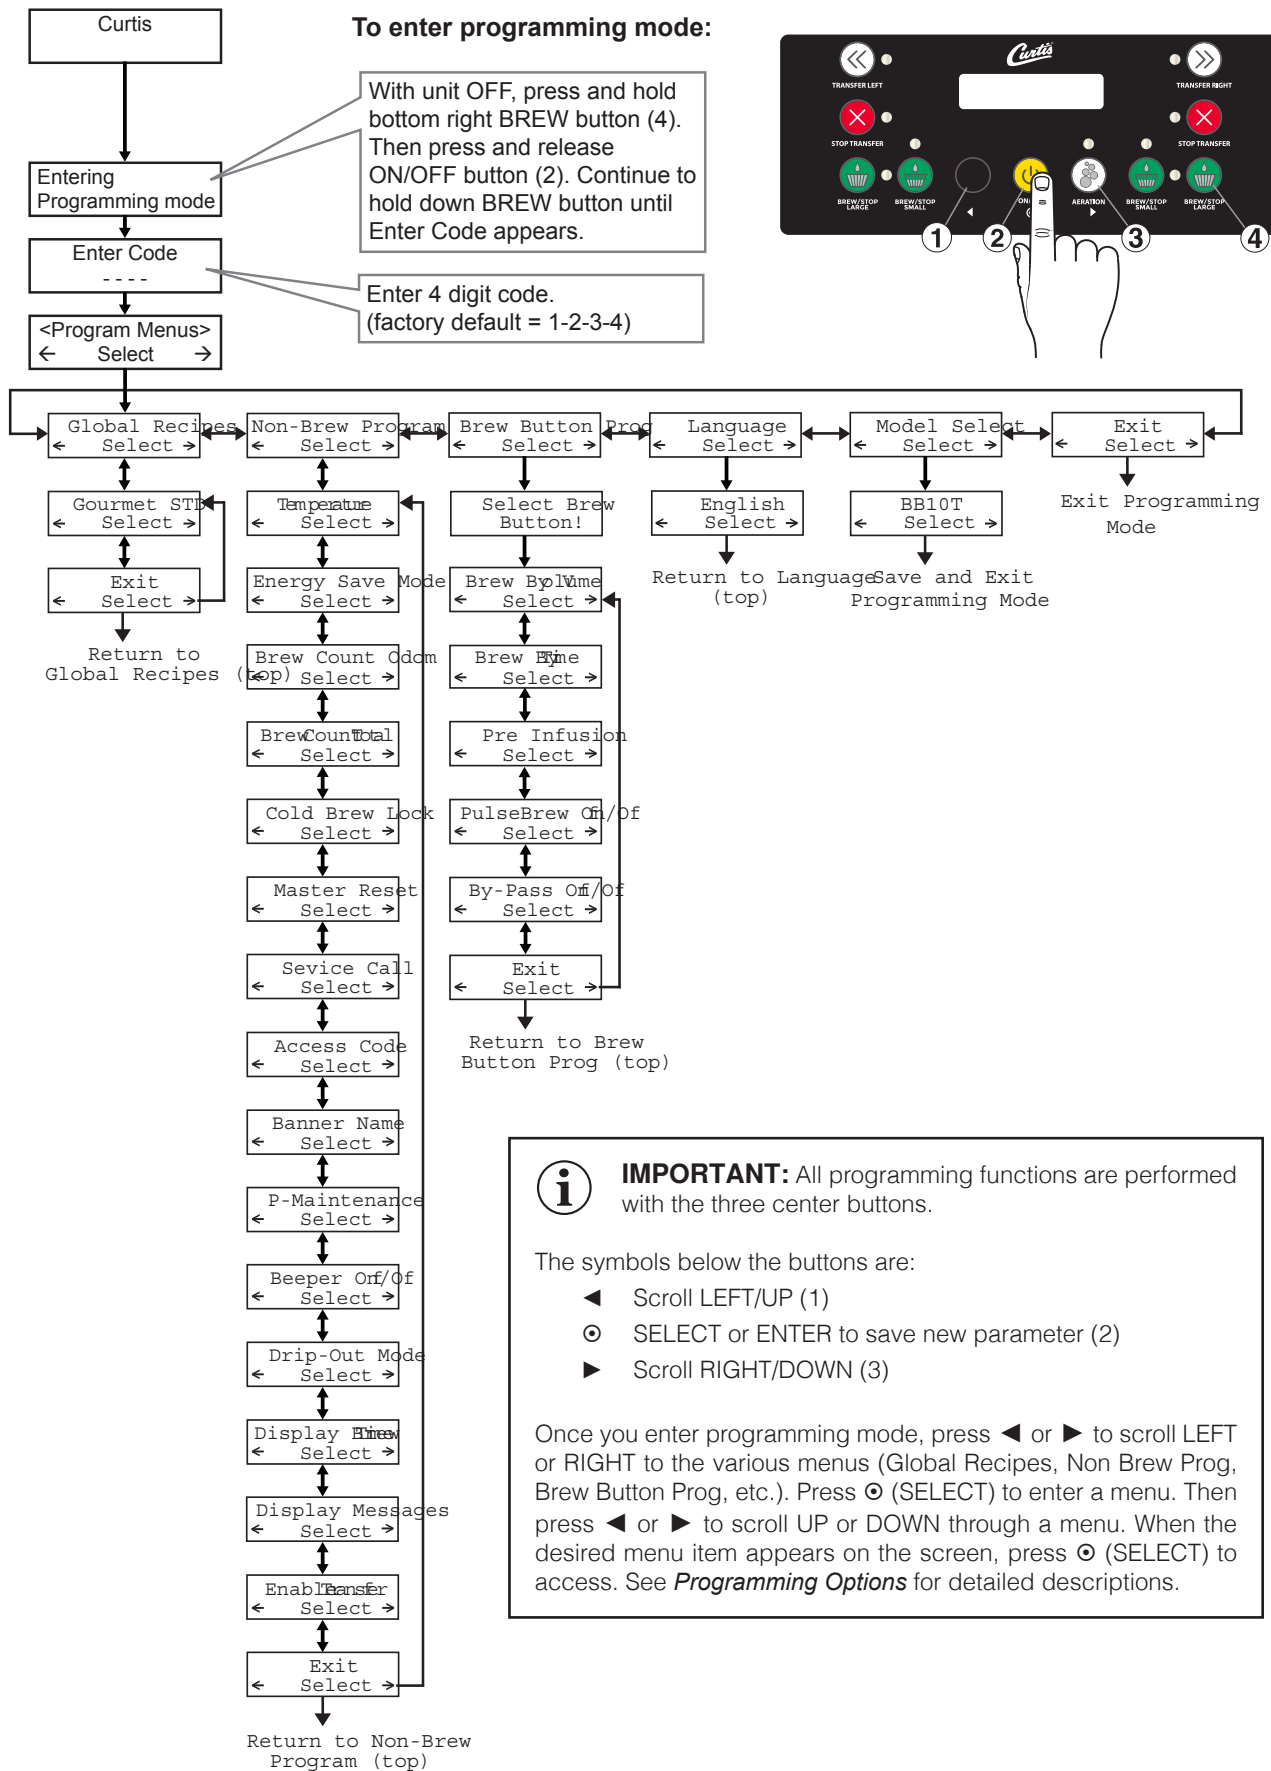 Curtis
To enter programming mode:
With unit OFF, press and hold
bottom right BREW button (4).
Then press and release
ON/OFF button (2). Continue to
hold down BREW button until
Enter Code appears.
Entering
Programming mode
Enter Code
- - - -
Enter 4 digit code.
(factory default = 1-2-3-4)
<Program Menus>
← Select →
Curtis
TRANSFER LEFT
TRANSFER RIGHT
STOP TRANSFER
STOP TRANSFER
BREW/STOP
LARGE
BREW/STOP
SMALL
AERATION
BREW/STOP
SMALL
BREW/STOP
LARGE
◄
►
1
2
3
4
Global Recipes
← Select →
Gourmet STD
← Select →
Exit
← Select →
Return to
Global Recipes (top)
Non-Brew Program
← Select →
Temperature
← Select →
Energy Save Mode
← Select →
Brew Count Odom
← Select →
Brew Count Total
← Select →
Cold Brew Lock
← Select →
Master Reset
← Select →
Sevice Call
← Select →
Access Code
← Select →
Banner Name
← Select →
P-Maintenance
← Select →
Beeper On/Off
← Select →
Drip-Out Mode
← Select →
Display Time
← Select →
Display Messages
← Select →
Enable Transfer
← Select →
Exit
← Select →
Return to Non-Brew
Program (top)
Brew Button Prog
← Select →
Select Brew
Button!
Brew By Volume
← Select →
Brew By Time
← Select →
Pre Infusion
← Select →
PulseBrew On/Off
← Select →
By-Pass On/Off
← Select →
Exit
← Select →
Return to Brew
Button Prog (top)
Language
← Select →
English
← Select →
Return to Language
(top)
Model Select
← Select →
BB10T
← Select →
Save and Exit
Programming Mode
Exit
← Select →
Exit Programming
Mode
IMPORTANT: All programming functions are performed
with the three center buttons.
The symbols below the buttons are:
◄ Scroll LEFT/UP (1)
⊙ SELECT or ENTER to save new parameter (2)
► Scroll RIGHT/DOWN (3)
Once you enter programming mode, press ◄ or ► to scroll LEFT
or RIGHT to the various menus (Global Recipes, Non Brew Prog,
Brew Button Prog, etc.). Press ⊙ (SELECT) to enter a menu. Then
press ◄ or ► to scroll UP or DOWN through a menu. When the
desired menu item appears on the screen, press ⊙ (SELECT) to
access. See Programming Options for detailed descriptions.